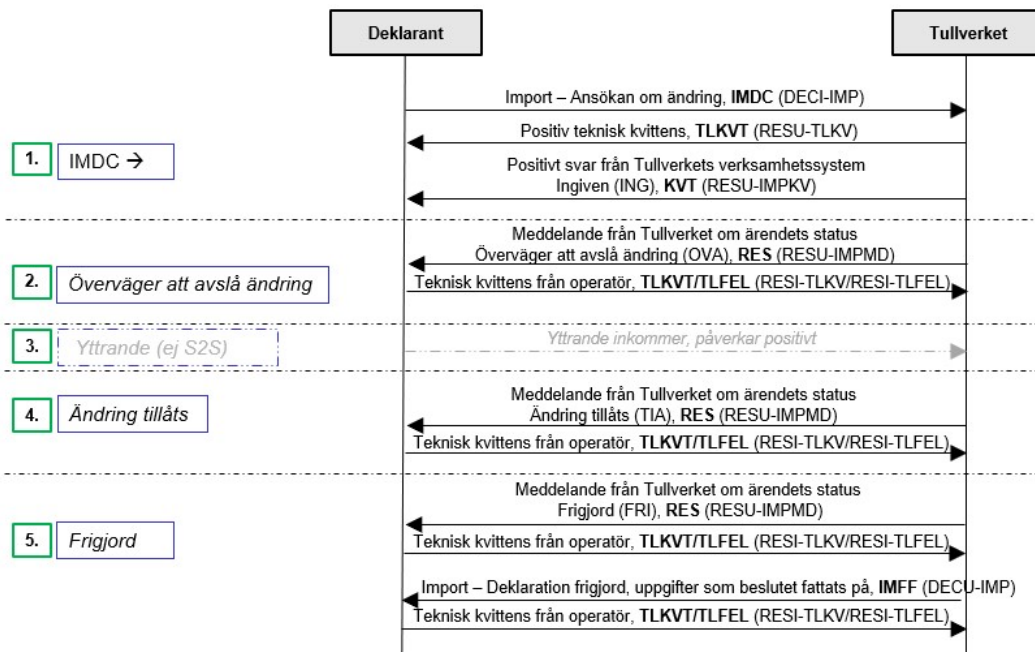 Deklarant
Tullverket
Import – Ansökan om ändring, IMDC (DECI-IMP)
Positiv teknisk kvittens, TLKVT (RESU-TLKV)
1.
IMDC →
Positivt svar från Tullverkets verksamhetssystem
Ingiven (ING), KVT (RESU-IMPKV)
Meddelande från Tullverket om ärendets status
Överväger att avslå ändring (OVA), RES (RESU-IMPMD)
2.
Överväger att avslå ändring
Teknisk kvittens från operatör, TLKVT/TLFEL (RESI-TLKV/RESI-TLFEL)
3.
Yttrande (ej S2S)
Yttrande inkommer, påverkar positivt
Meddelande från Tullverket om ärendets status
4.
Ändring tillåts
Ändring tillåts (TIA), RES (RESU-IMPMD)
Teknisk kvittens från operatör, TLKVT/TLFEL (RESI-TLKV/RESI-TLFEL)
Meddelande från Tullverket om ärendets status
Frigjord (FRI), RES (RESU-IMPMD)
5.
Frigjord
Teknisk kvittens från operatör, TLKVT/TLFEL (RESI-TLKV/RESI-TLFEL)
Import – Deklaration frigjord, uppgifter som beslutet fattats på, IMFF (DECU-IMP)
Teknisk kvittens från operatör, TLKVT/TLFEL (RESI-TLKV/RESI-TLFEL)